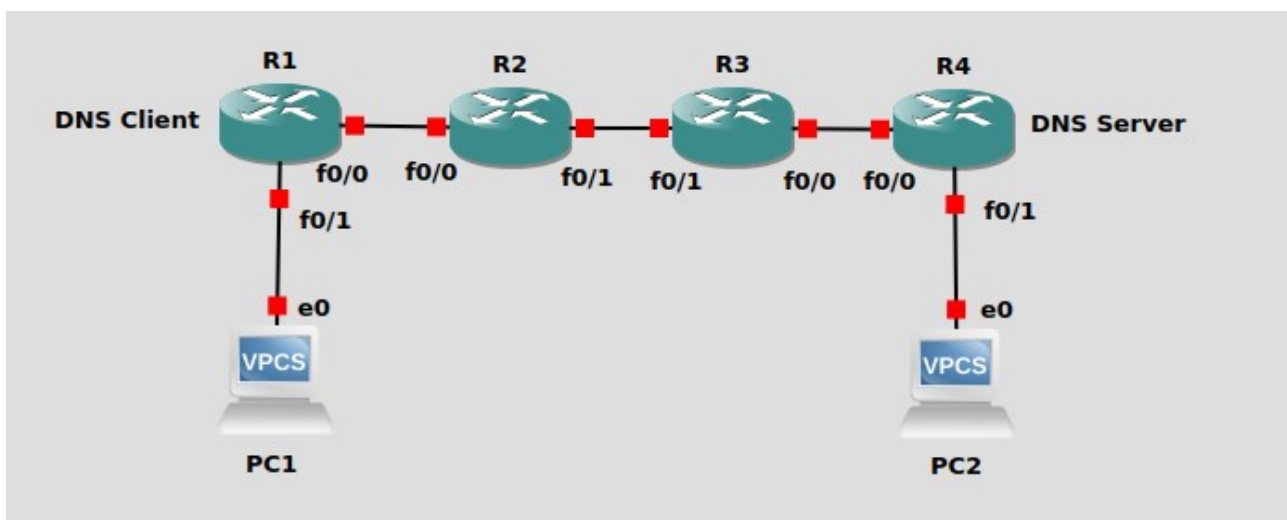 R1
R2
R3
R4
DNS Client
DNS Server
f0/0
f0/0
f0/1
f0/1
f0/0
f0/0
f0/1
f0/1
e0
e0
VPCS
VPCS
PC1
PC2